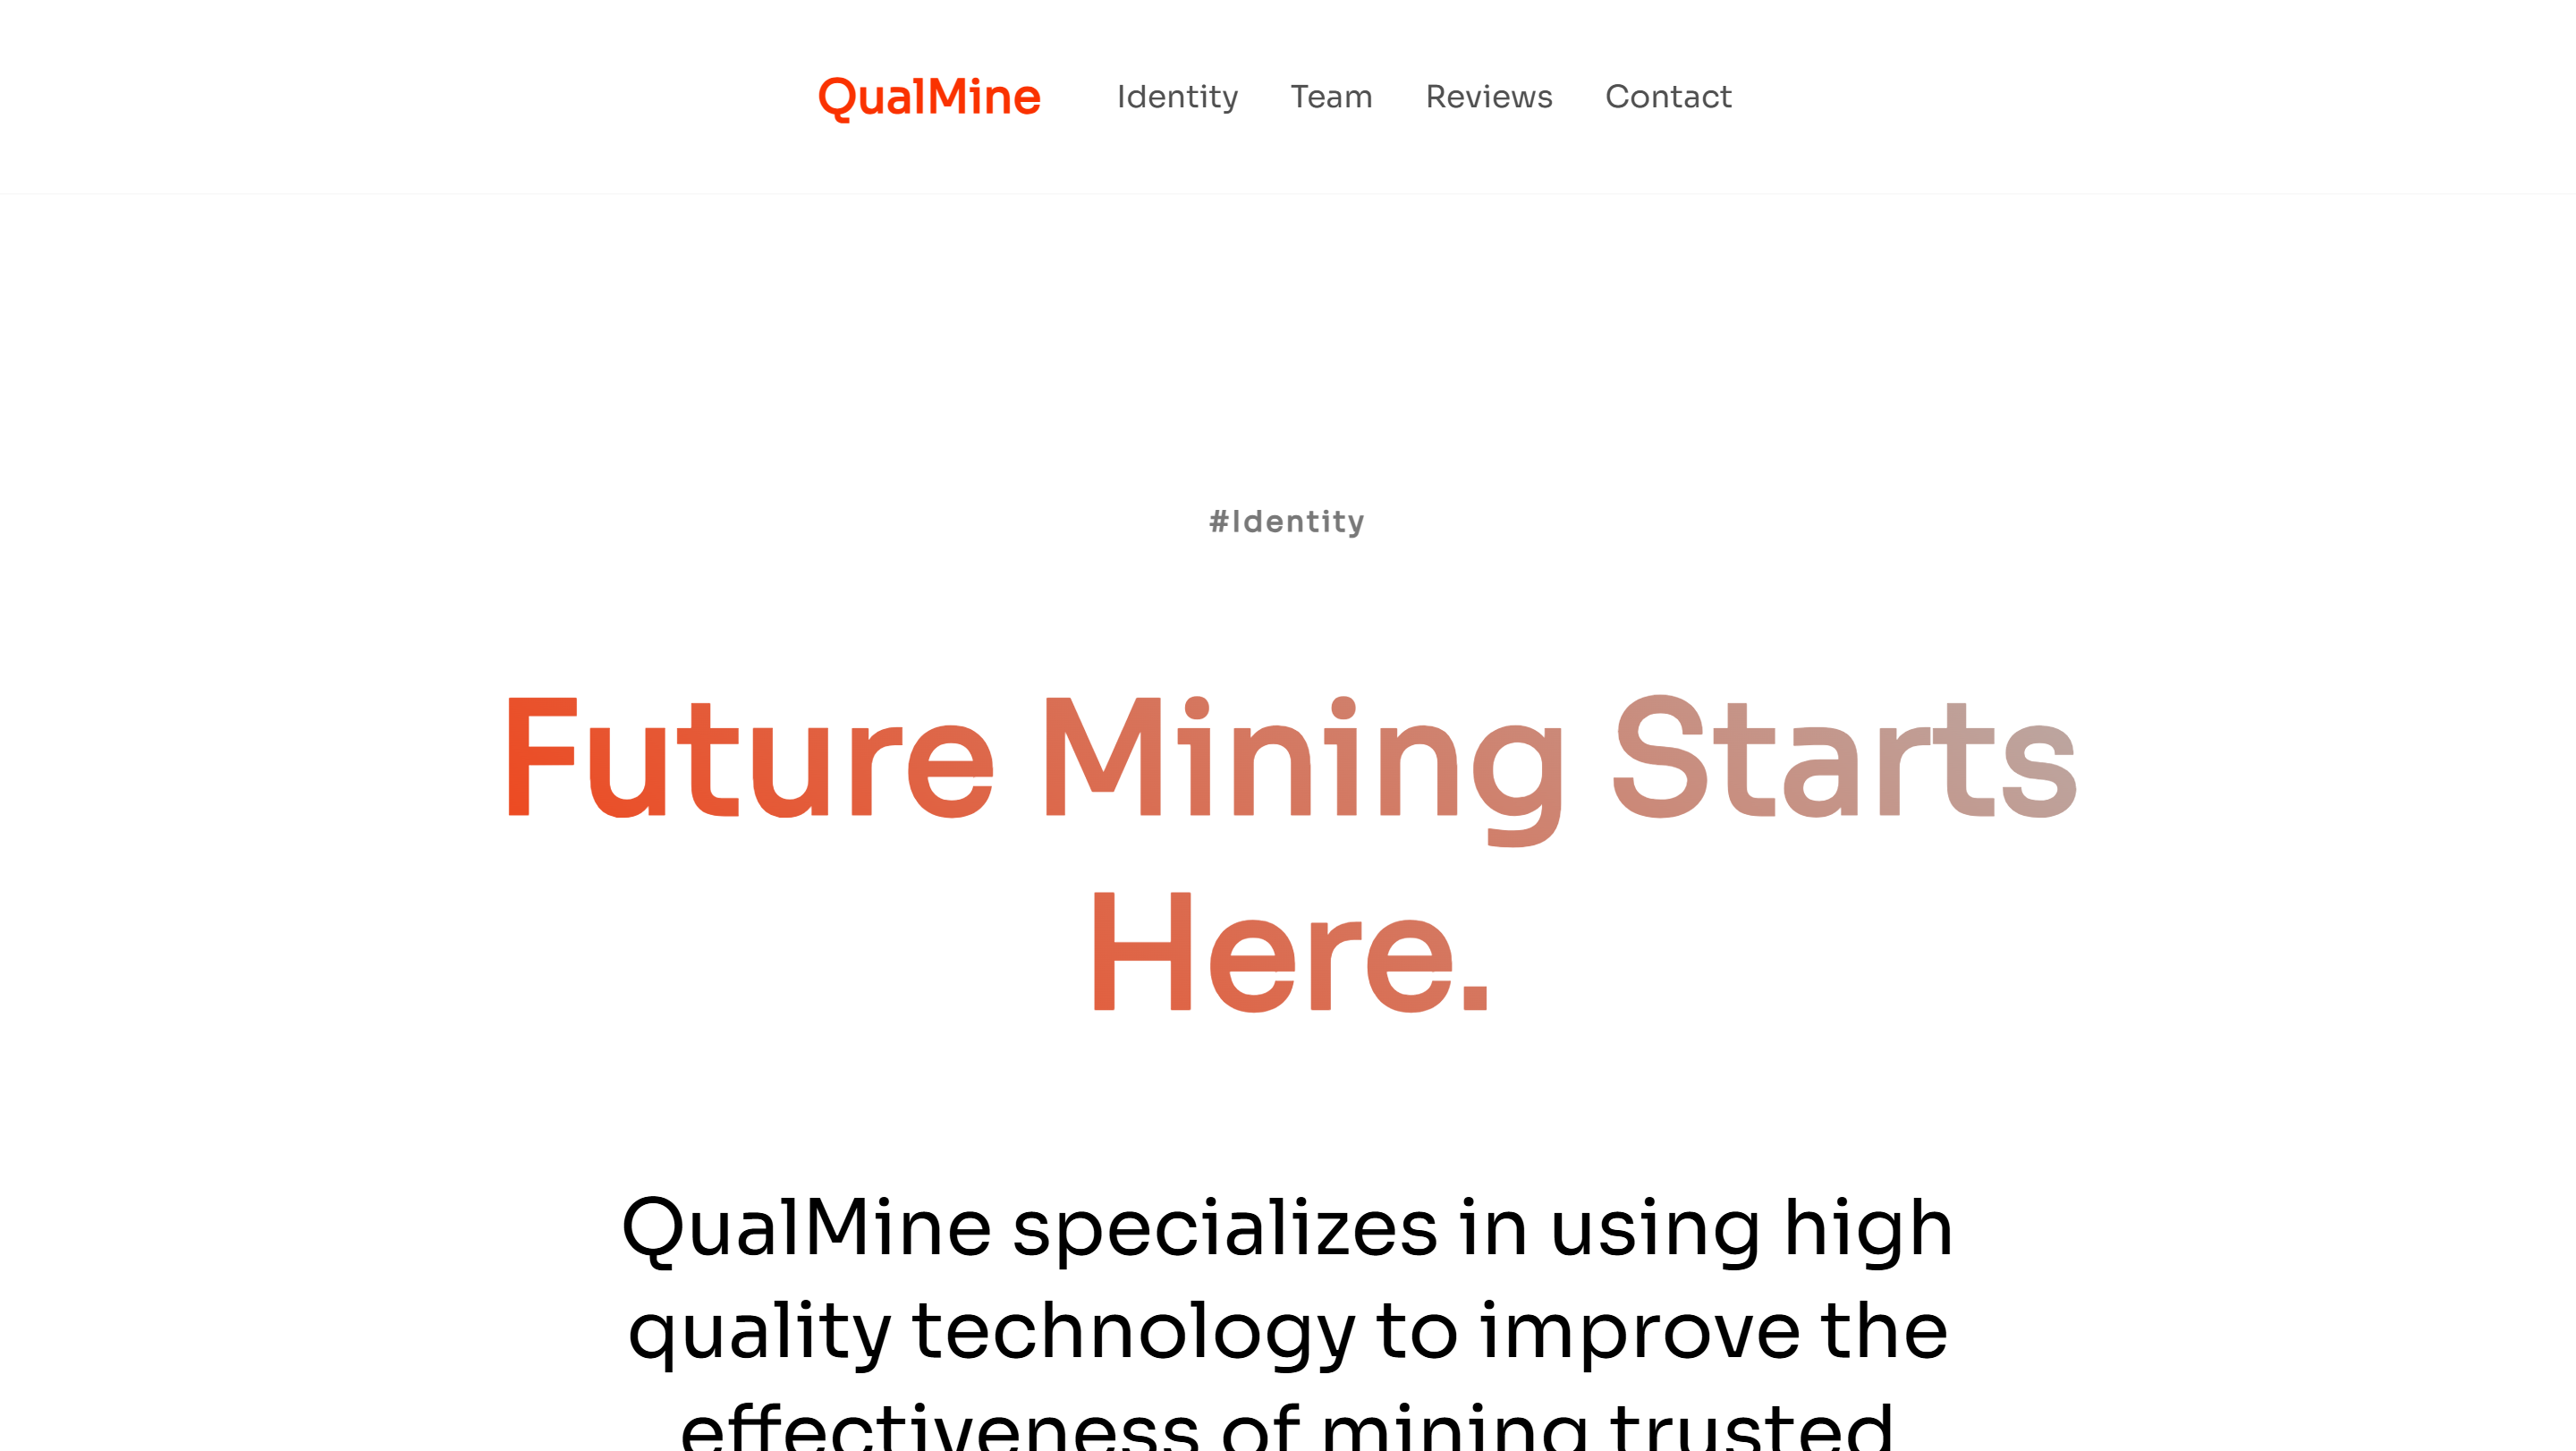 QualMine Identity Team Reviews Contact
#Identity
Future Mining Starts
Here.
QualMine specializes in using high
quality technology to improve the
effectiveness of mining trusted